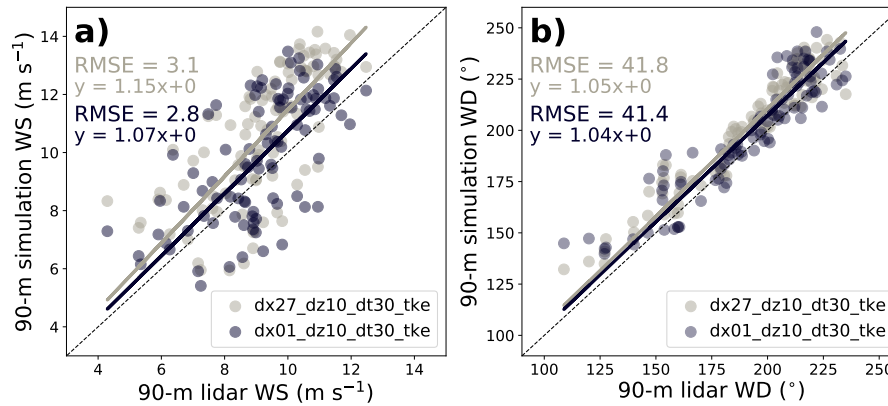 a)
RMSE = 3.1
y = 1.15x+0
RMSE = 2.8
y = 1.07x+0
14
12
10
8
6
4
90-m simulation WS (m s⁻¹)
dx27_dz10_dt30_tke
dx01_dz10_dt30_tke
4 6 8 10 12 14
90-m lidar WS (m s⁻¹)
b)
RMSE = 41.8
y = 1.05x+0
RMSE = 41.4
y = 1.04x+0
250
225
200
175
150
125
100
90-m simulation WD (°)
dx27_dz10_dt30_tke
dx01_dz10_dt30_tke
100 125 150 175 200 225 250
90-m lidar WD (°)